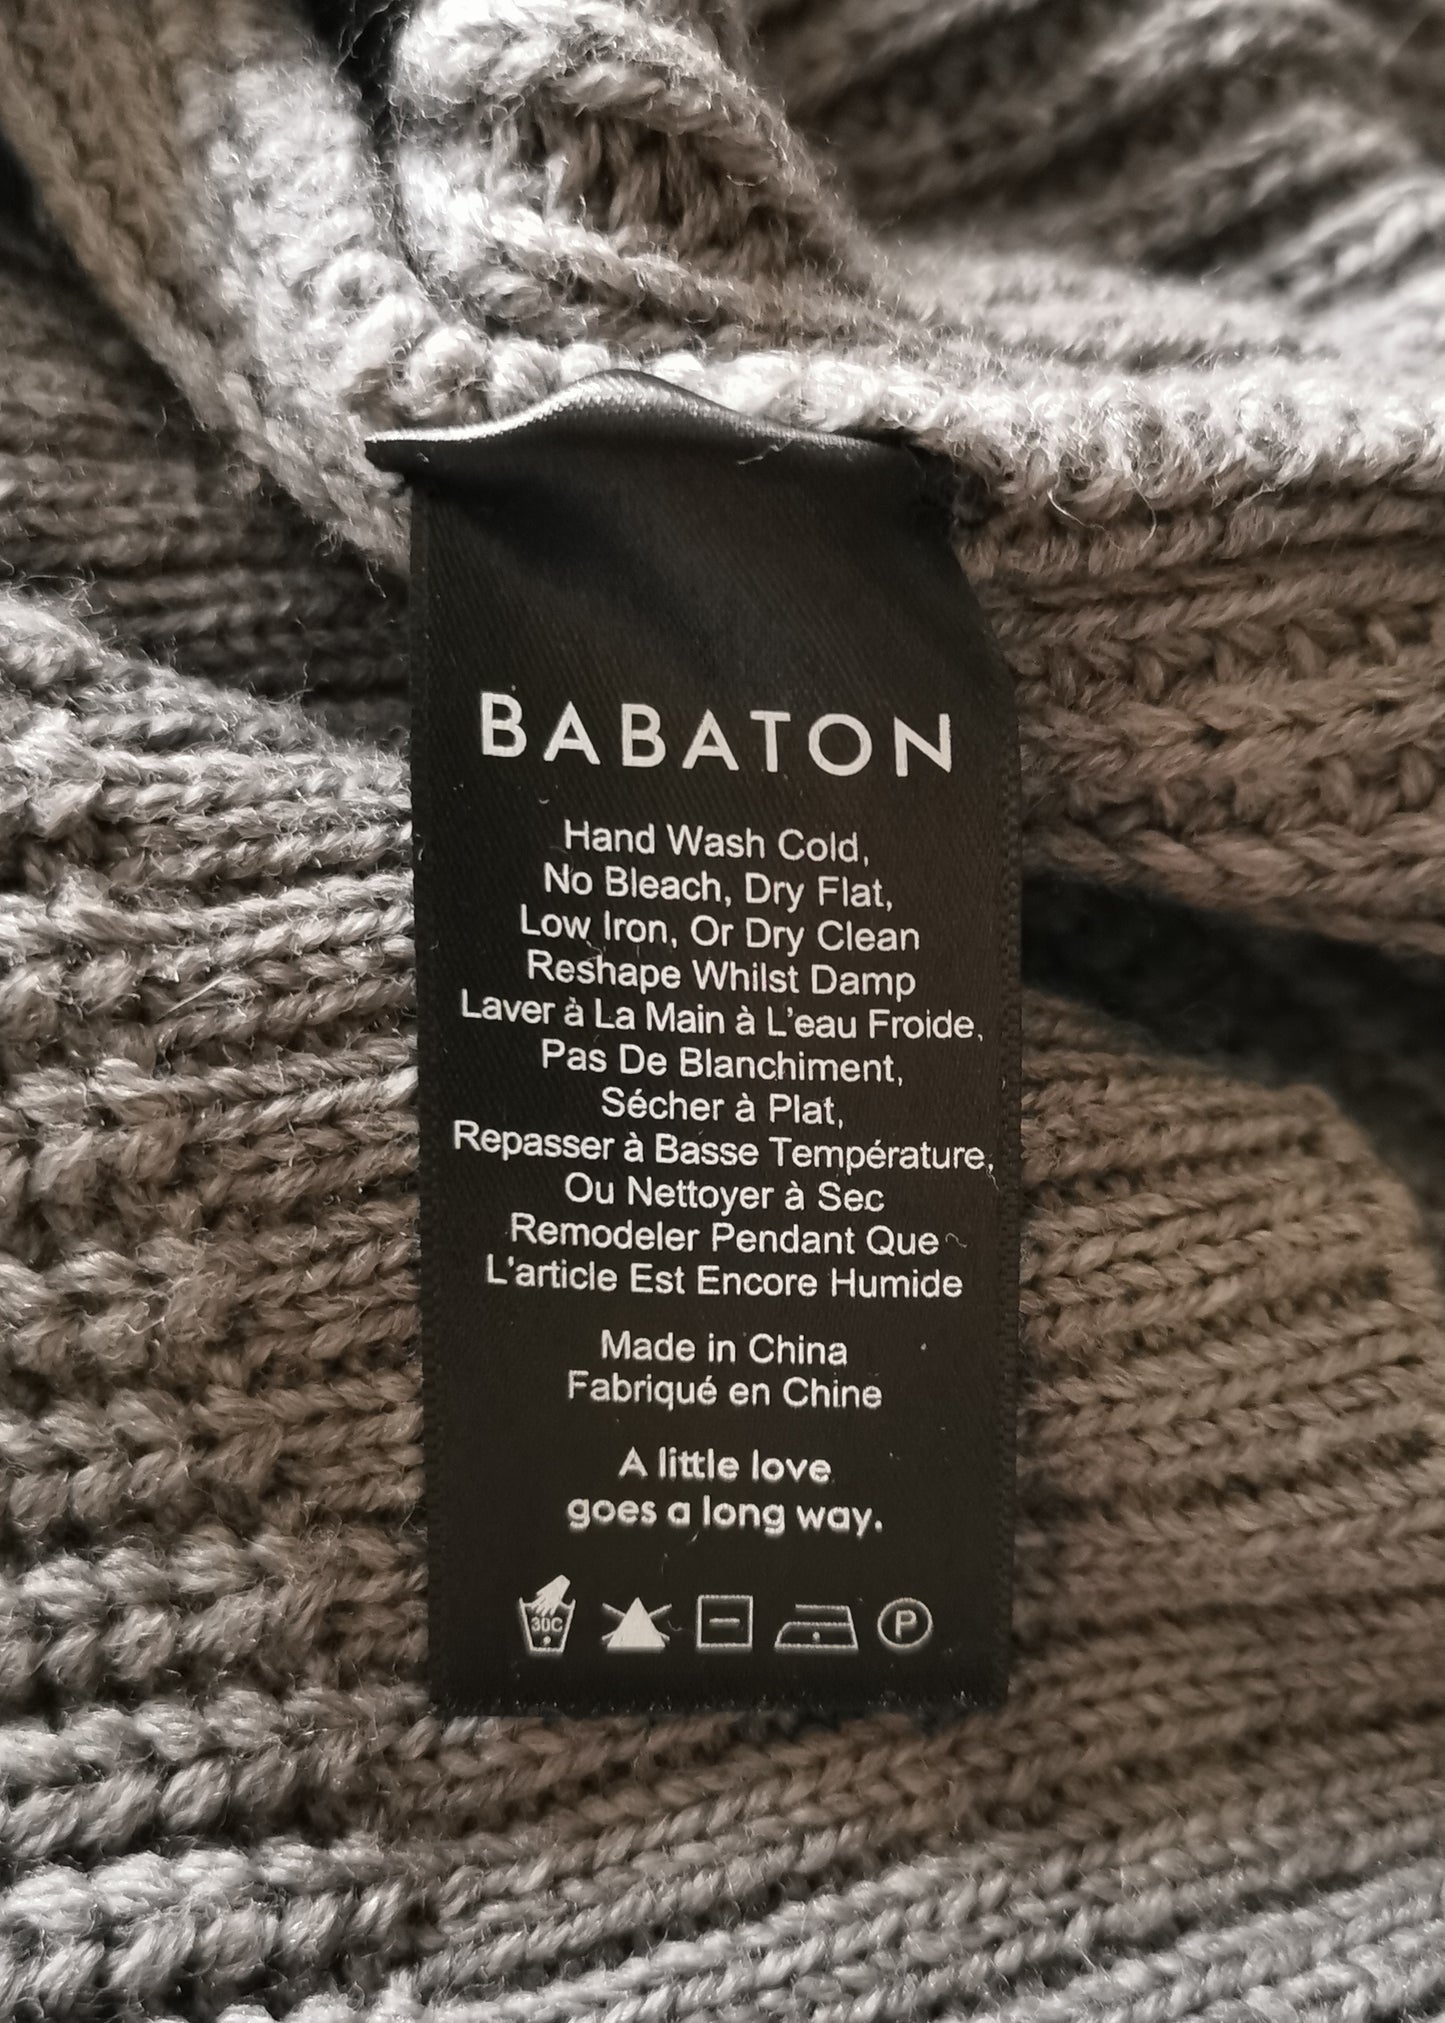 BABATON
Hand Wash Cold,
No Bleach, Dry Flat,
Low Iron, Or Dry Clean
Reshape Whilst Damp
Laver à La Main à L'eau Froide,
Pas De Blanchiment,
Sécher à Plat,
Repasser à Basse Température,
Ou Nettoyer à Sec
Remodeler Pendant Que
L'article Est Encore Humide
Made in China
Fabriqué en Chine
A little love
goes a long way.
30C P